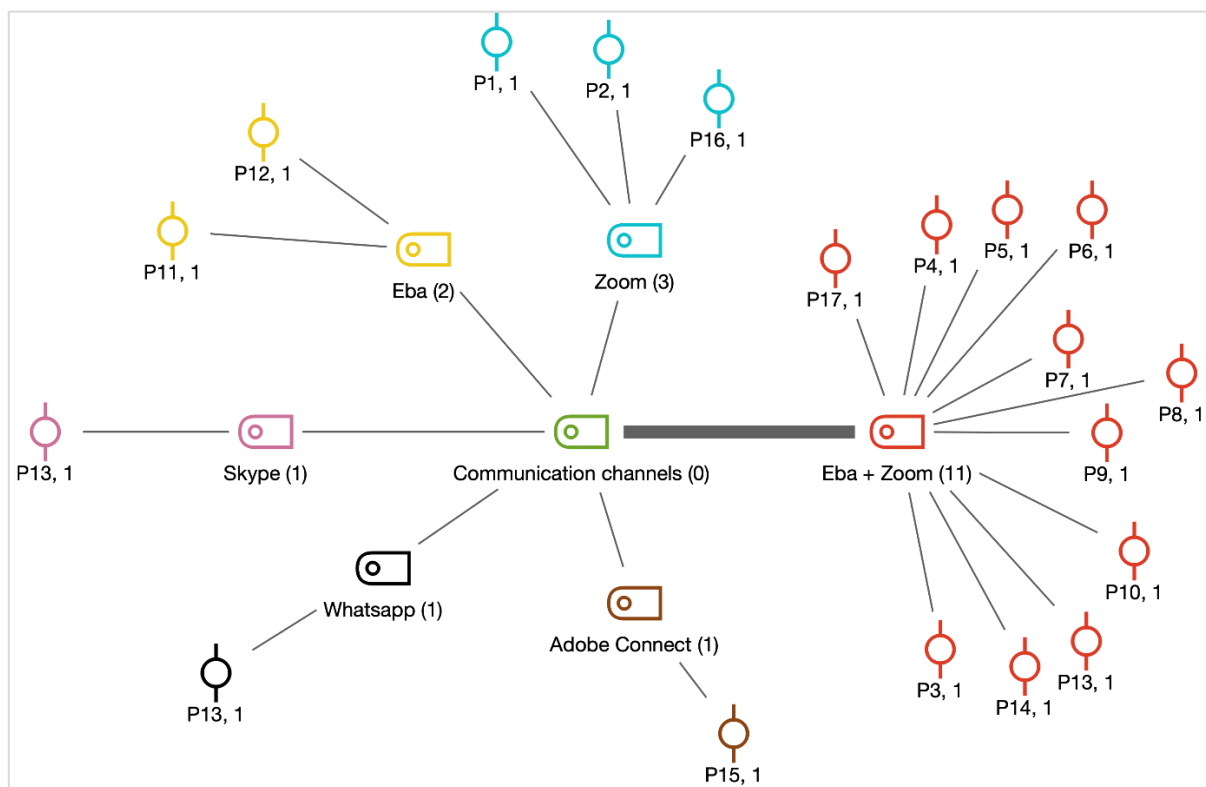 P1, 1
P2, 1
P16, 1
P12, 1
P11, 1
Eba (2)
Zoom (3)
P17, 1
P4, 1
P5, 1
P6, 1
P7, 1
P8, 1
P9, 1
P13, 1
Skype (1)
Communication channels (0)
Eba + Zoom (11)
P10, 1
Whatsapp (1)
Adobe Connect (1)
P3, 1
P14, 1
P13, 1
P13, 1
P15, 1